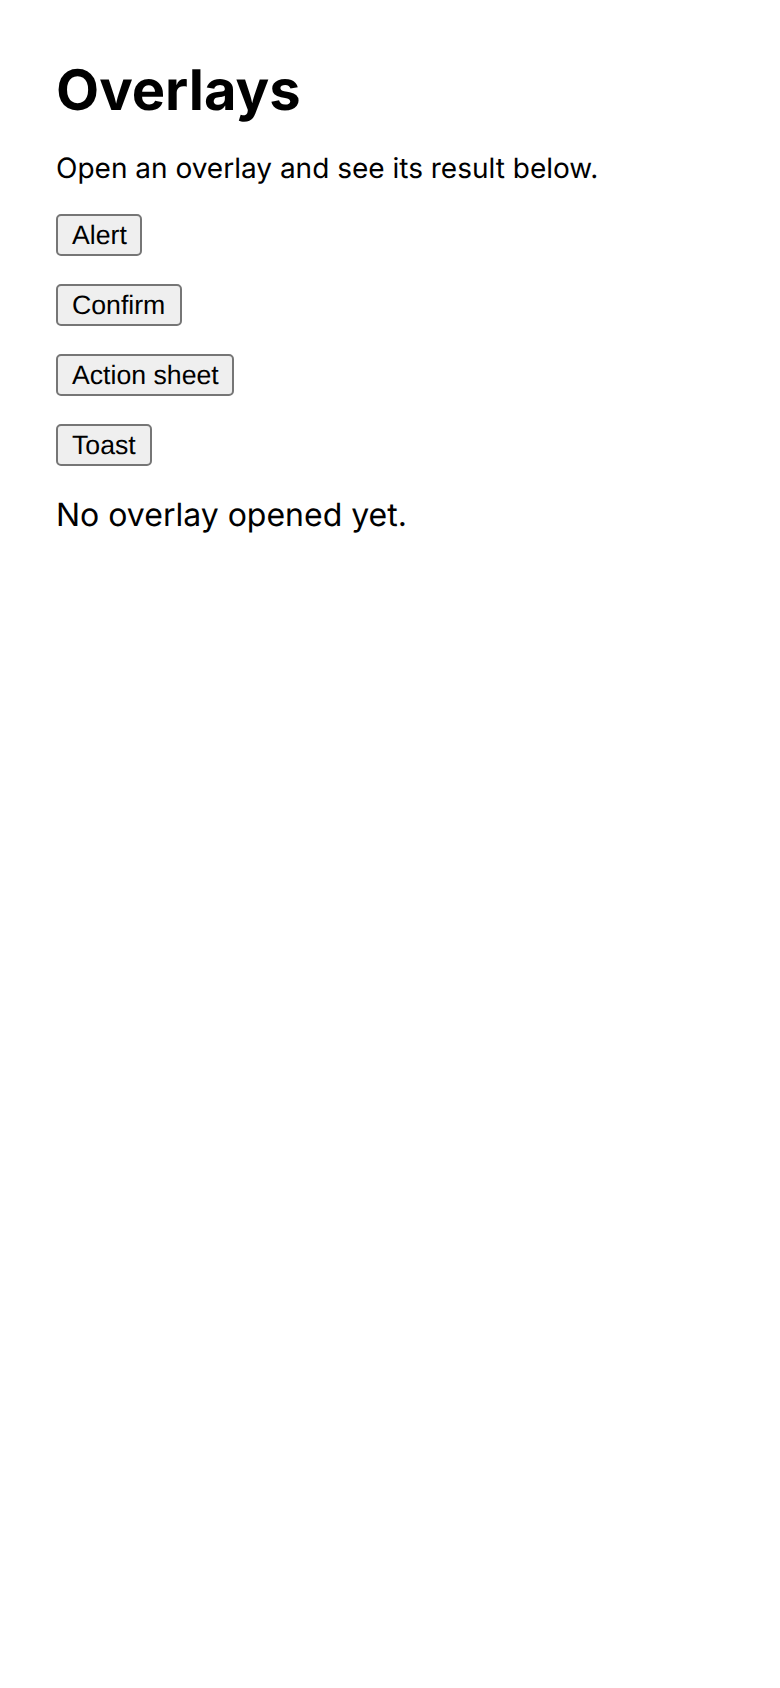 Overlays
Open an overlay and see its result below.
Alert
Confirm
Action sheet
Toast
No overlay opened yet.